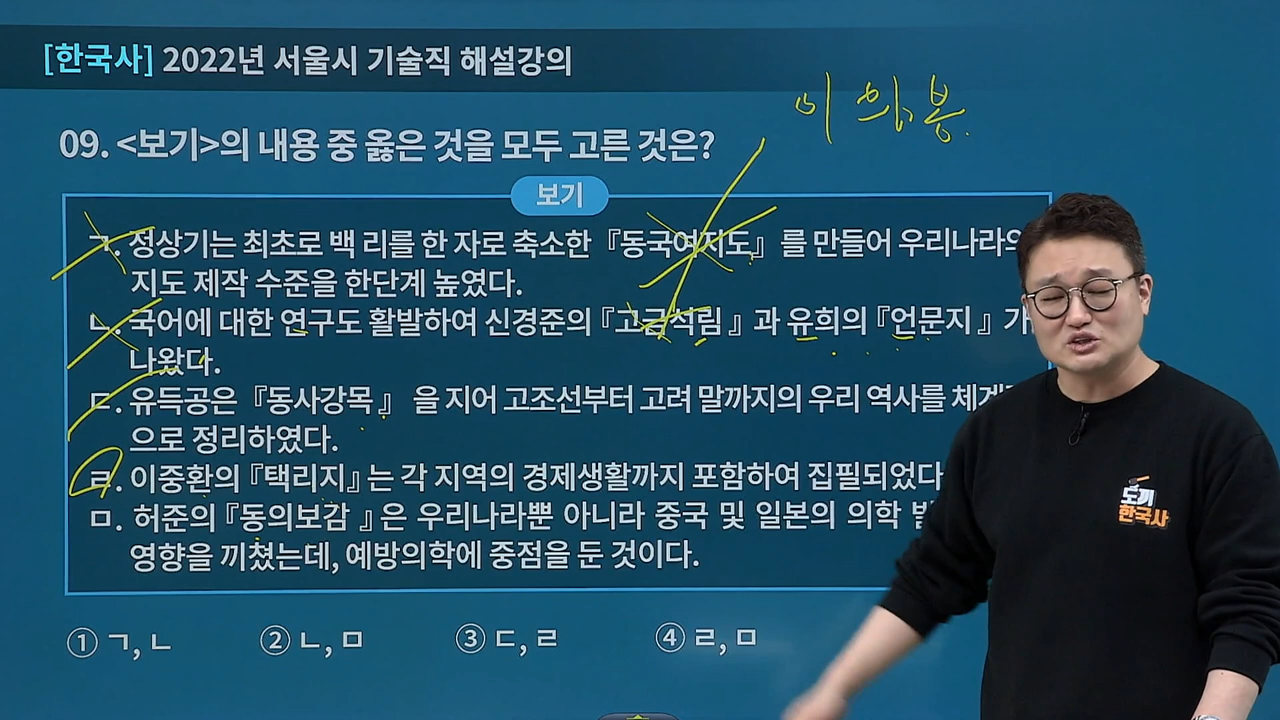 [한국사] 2022년 서울시 기술직 해설강의
이의봉
09. <보기>의 내용 중 옳은 것을 모두 고른 것은?
보기
ㄱ. 정상기는 최초로 백 리를 한 자로 축소한 『동국여지도』를 만들어 우리나라의
지도 제작 수준을 한단계 높였다.
ㄴ. 국어에 대한 연구도 활발하여 신경준의 『고금석림』과 유희의 『언문지』가
나왔다.
ㄷ. 유득공은 『동사강목』을 지어 고조선부터 고려 말까지의 우리 역사를
으로 정리하였다.
ㄹ. 이중환의 『택리지』는 각 지역의 경제생활까지 포함하여 집필되었다
ㅁ. 허준의 『동의보감』은 우리나라뿐 아니라 중국 및 일본의 의학
영향을 끼쳤는데, 예방의학에 중점을 둔 것이다.
① ㄱ, ㄴ ② ㄴ, ㅁ ③ ㄷ, ㄹ ④ ㄹ, ㅁ
도끼
한국사